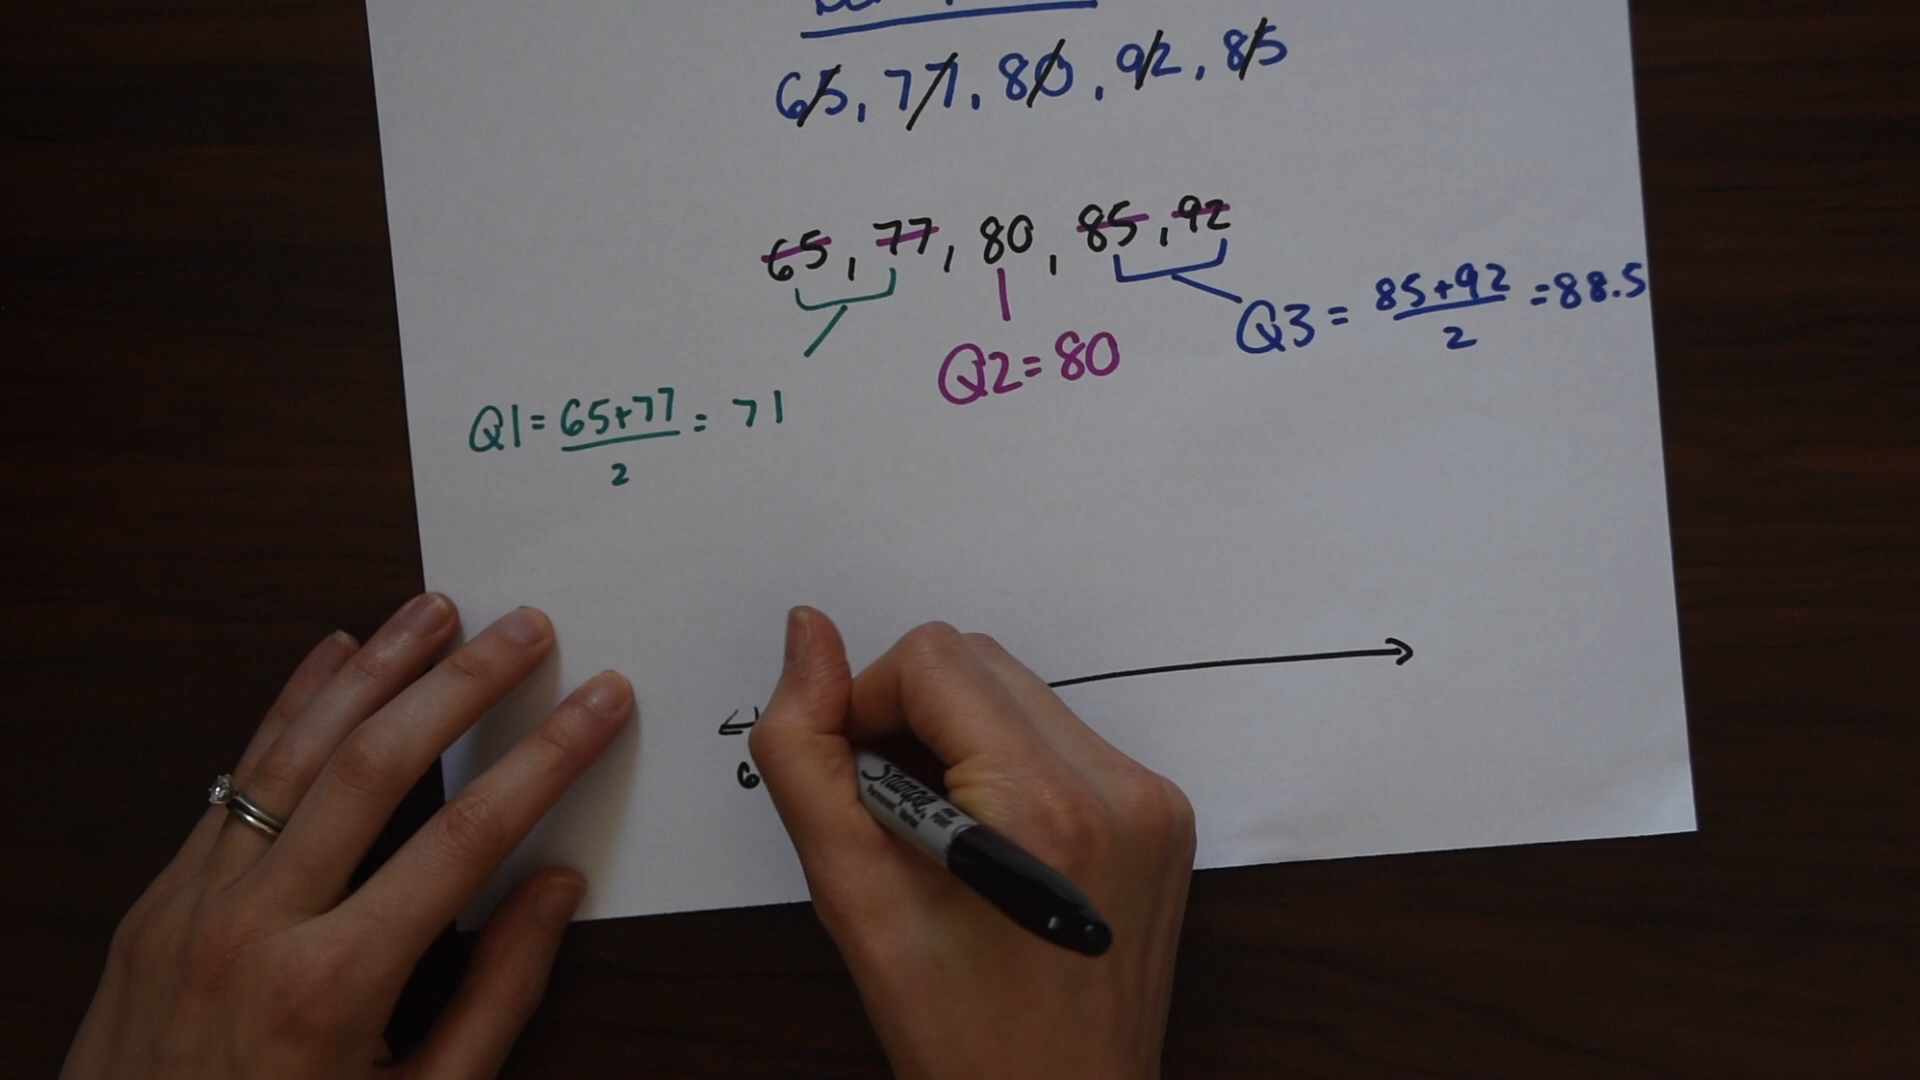 65, 77, 80, 92, 85
65, 77, 80, 85, 92
Q3 = 85+92 / 2 = 88.5
Q2 = 80
Q1 = 65+77 / 2 = 71
6
Sharpie